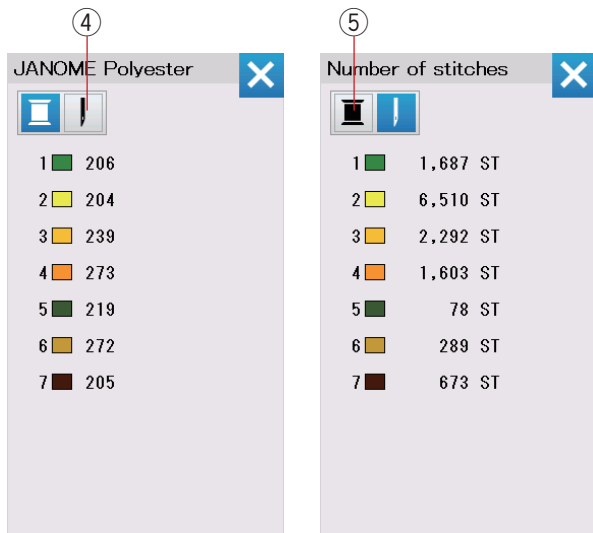 ④
JANOME Polyester
1 206
2 204
3 239
4 273
5 219
6 272
7 205
⑤
Number of stitches
1 1,687 ST
2 6,510 ST
3 2,292 ST
4 1,603 ST
5 78 ST
6 289 ST
7 673 ST